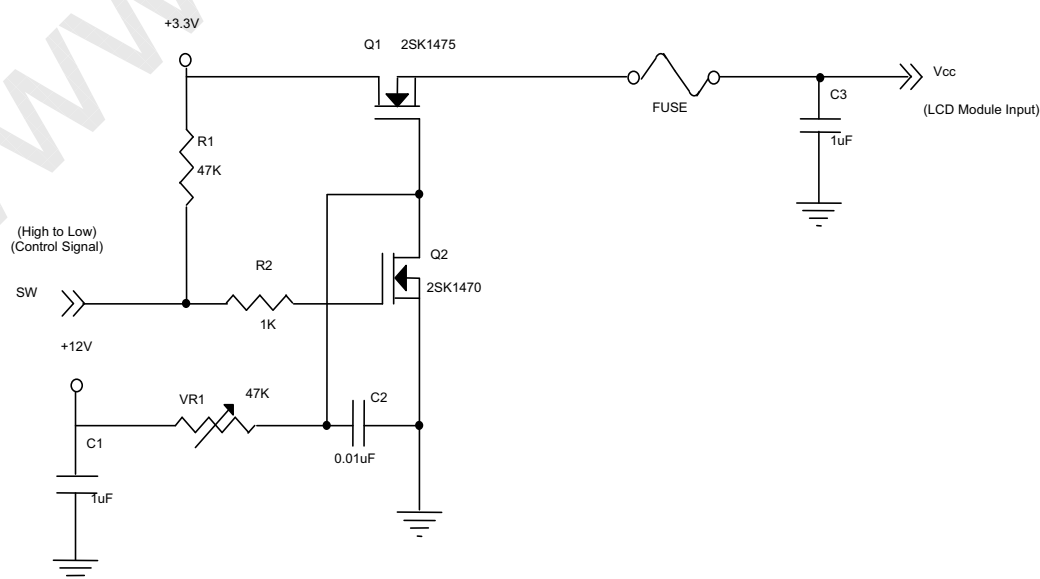 +3.3V
Q1 2SK1475
Vcc
C3
(LCD Module Input)
FUSE
R1
1uF
47K
(High to Low)
(Control Signal)
Q2
R2
2SK1470
SW
1K
+12V
VR1
47K
C2
C1
0.01uF
1uF